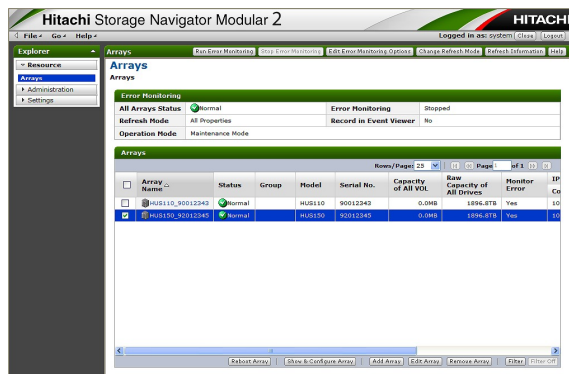 Hitachi Storage Navigator Modular 2
HITACHI
File Go Help
Logged in as: system Close Logout
Explorer
Arrays Run Error Monitoring Stop Error Monitoring Edit Error Monitoring Options Change Refresh Mode Refresh Information Help
Resource
Arrays
Administration
Settings
Arrays
Arrays
Error Monitoring
All Arrays Status Normal Error Monitoring Stopped
Refresh Mode All Properties Record in Event Viewer No
Operation Mode Maintenance Mode
Arrays
Rows/Page: 25 Page 1 of 1
Array Name Status Group Model Serial No. Capacity of All VOL Raw Capacity of All Drives Monitor Error IP Co
HUS110_90012343 Normal HUS110 90012343 0.0MB 1896.8TB Yes 10
HUS150_92012345 Normal HUS150 92012345 0.0MB 1896.8TB Yes 10
Reboot Array Show & Configure Array Add Array Edit Array Remove Array Filter Filter Off